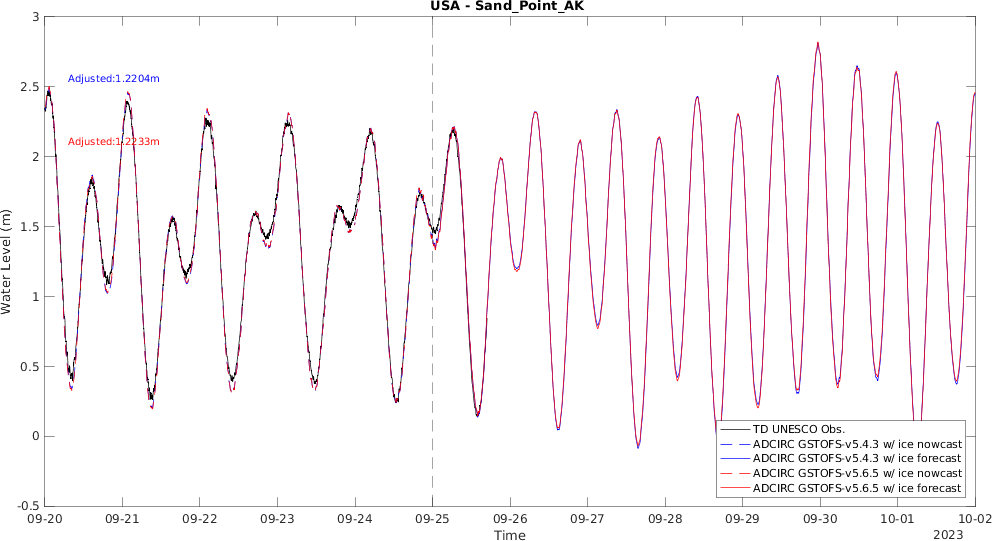 USA - Sand_Point_AK
3
2.5
2
1.5
1
0.5
0
-0.5
Water Level (m)
Adjusted:1.2204m
Adjusted:1.2233m
TD UNESCO Obs.
ADCIRC GSTOFS-v5.4.3 w/ ice nowcast
ADCIRC GSTOFS-v5.4.3 w/ ice forecast
ADCIRC GSTOFS-v5.6.5 w/ ice nowcast
ADCIRC GSTOFS-v5.6.5 w/ ice forecast
09-20 09-21 09-22 09-23 09-24 09-25 09-26 09-27 09-28 09-29 09-30 10-01 10-02
Time
2023